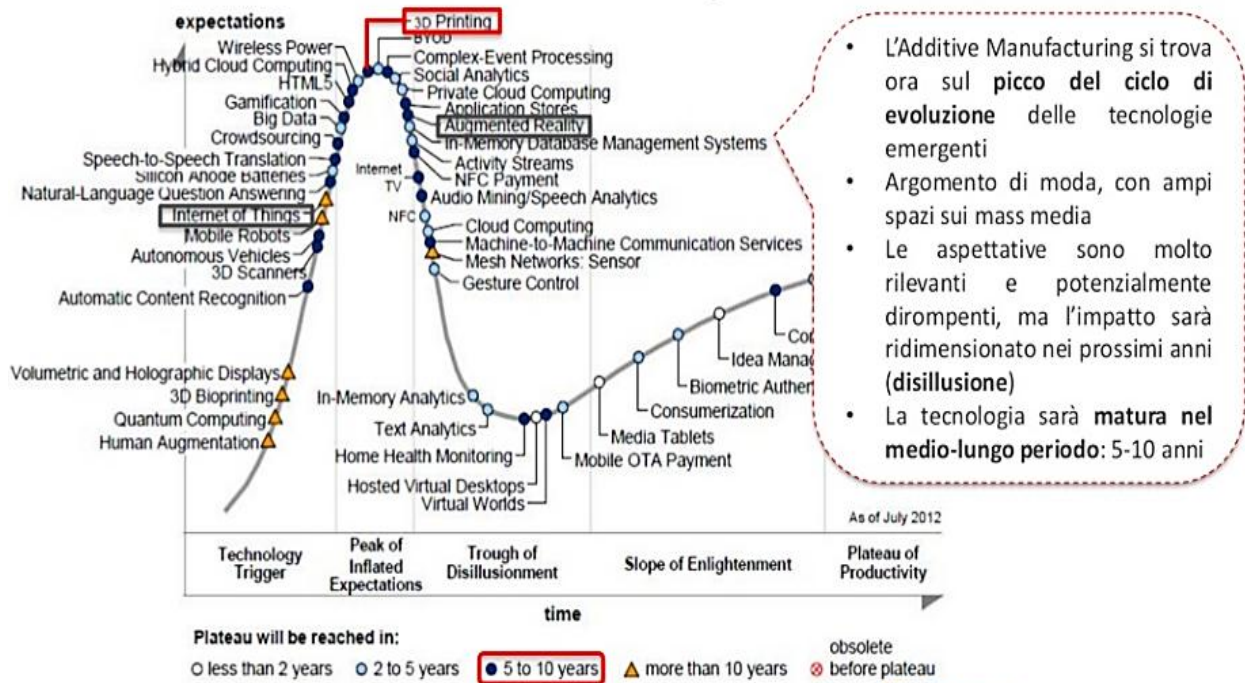 expectations
3D Printing
BYOD
Wireless Power
Complex-Event Processing
Hybrid Cloud Computing
Social Analytics
HTML5
Private Cloud Computing
Gamification
Application Stores
Big Data
Augmented Reality
Crowdsourcing
In-Memory Database Management Systems
Speech-to-Speech Translation
Activity Streams
Silicon Anode Batteries
Internet
TV
NFC Payment
Natural-Language Question Answering
Audio Mining/Speech Analytics
Internet of Things
NFC
Cloud Computing
Mobile Robots
Machine-to-Machine Communication Services
Autonomous Vehicles
Mesh Networks: Sensor
3D Scanners
Gesture Control
Automatic Content Recognition
Volumetric and Holographic Displays
3D Bioprinting
Quantum Computing
Human Augmentation
In-Memory Analytics
Text Analytics
Home Health Monitoring
Hosted Virtual Desktops
Virtual Worlds
Mobile OTA Payment
Media Tablets
Consumerization
Biometric Authen
Idea Manag
Con
• L'Additive Manufacturing si trova
ora sul picco del ciclo di
evoluzione delle tecnologie
emergenti
• Argomento di moda, con ampi
spazi sui mass media
• Le aspettative sono molto
rilevanti e potenzialmente
dirompenti, ma l'impatto sarà
ridimensionato nei prossimi anni
(disillusione)
• La tecnologia sarà matura nel
medio-lungo periodo: 5-10 anni
As of July 2012
Technology
Trigger
Peak of
Inflated
Expectations
Trough of
Disillusionment
Slope of Enlightenment
Plateau of
Productivity
time
Plateau will be reached in:
less than 2 years
2 to 5 years
5 to 10 years
more than 10 years
obsolete
before plateau